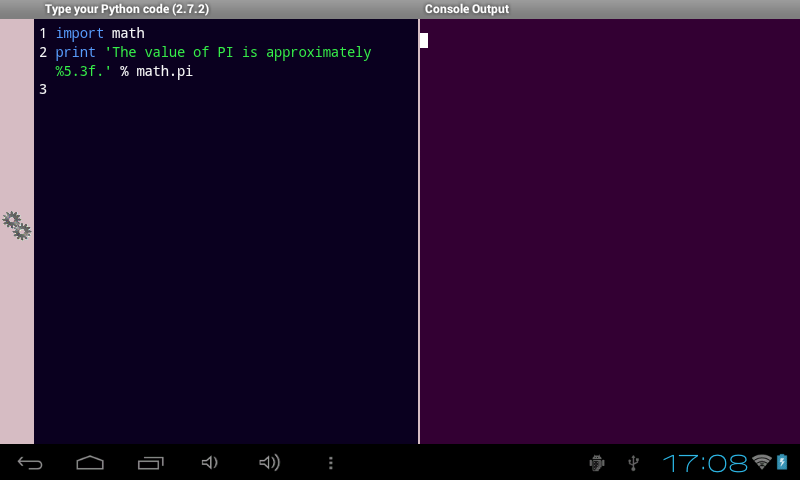 Type your Python code (2.7.2)
Console Output
1 import math
2 print 'The value of PI is approximately
%5.3f.' % math.pi
3
17:08